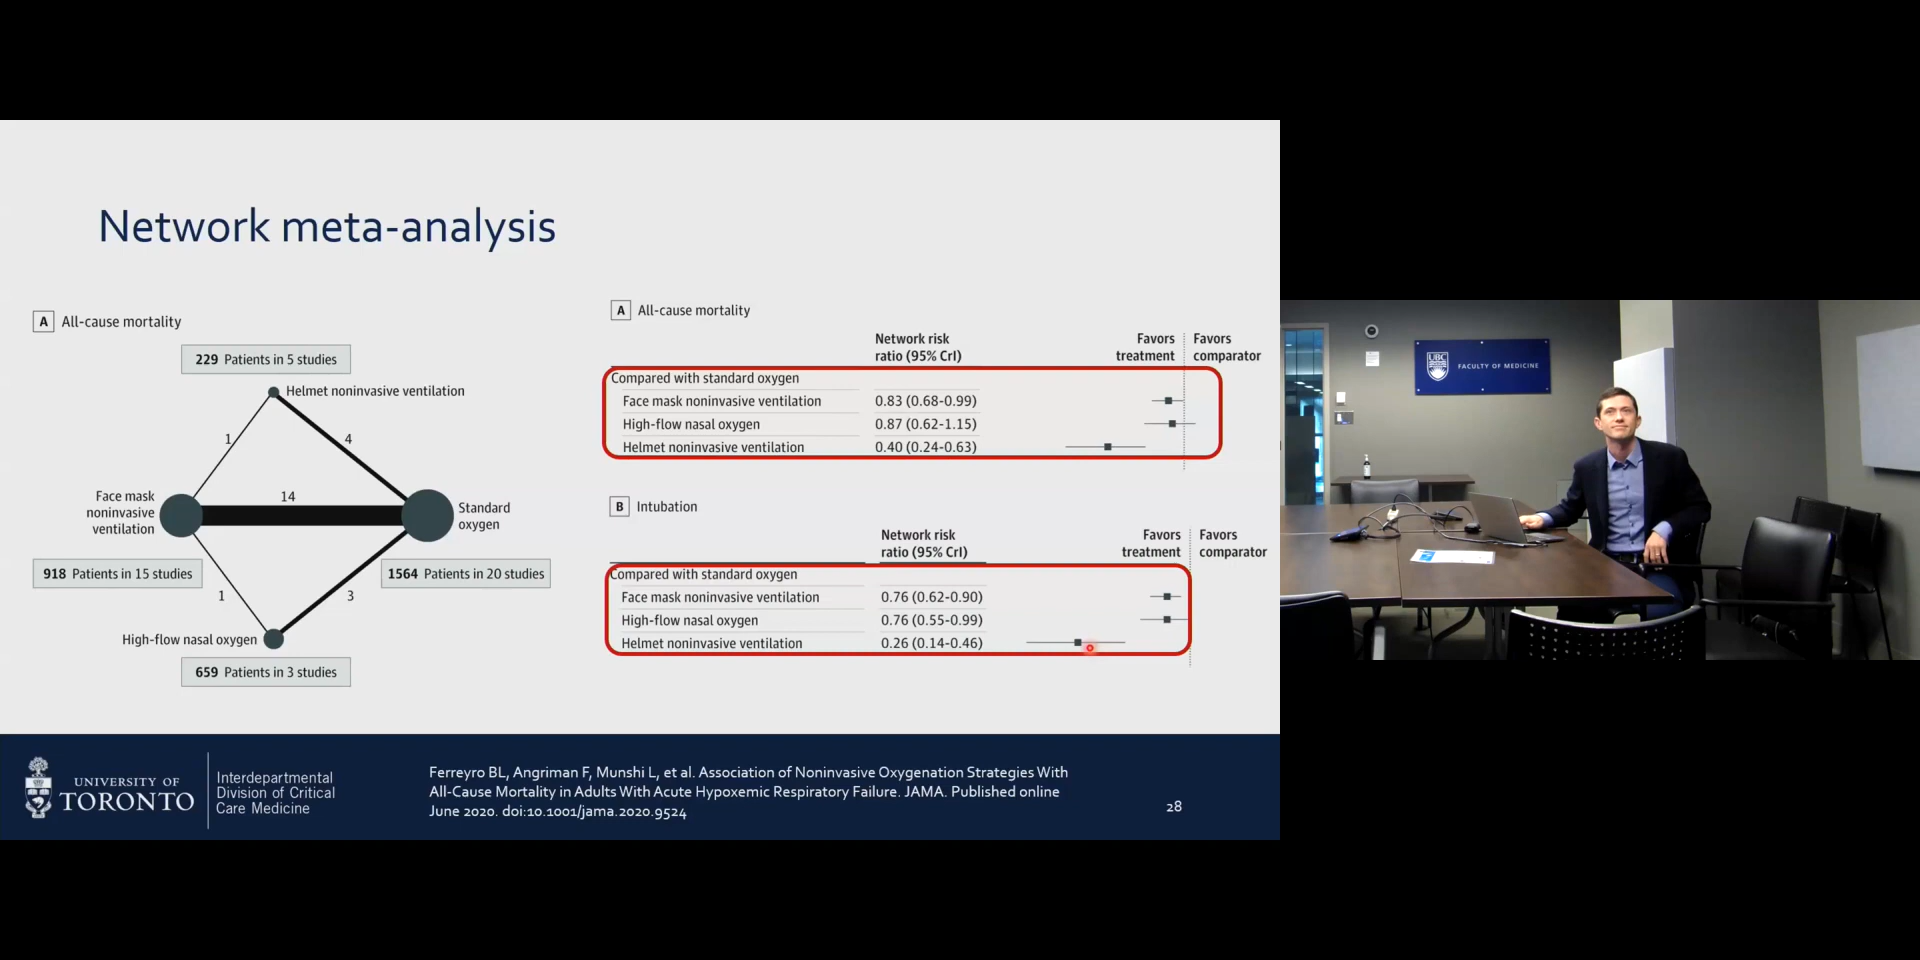 Network meta-analysis
A All-cause mortality
229 Patients in 5 studies
Helmet noninvasive ventilation
1
4
14
Face mask
noninvasive
ventilation
Standard
oxygen
918 Patients in 15 studies
1564 Patients in 20 studies
1
3
High-flow nasal oxygen
659 Patients in 3 studies
A All-cause mortality
Network risk
ratio (95% CrI)
Favors
treatment
Favors
comparator
Compared with standard oxygen
Face mask noninvasive ventilation 0.83 (0.68-0.99)
High-flow nasal oxygen 0.87 (0.62-1.15)
Helmet noninvasive ventilation 0.40 (0.24-0.63)
B Intubation
Network risk
ratio (95% CrI)
Favors
treatment
Favors
comparator
Compared with standard oxygen
Face mask noninvasive ventilation 0.76 (0.62-0.90)
High-flow nasal oxygen 0.76 (0.55-0.99)
Helmet noninvasive ventilation 0.26 (0.14-0.46)
UNIVERSITY OF
TORONTO
Interdepartmental
Division of Critical
Care Medicine
Ferreyro BL, Angriman F, Munshi L, et al. Association of Noninvasive Oxygenation Strategies With
All-Cause Mortality in Adults With Acute Hypoxemic Respiratory Failure. JAMA. Published online
June 2020. doi:10.1001/jama.2020.9524
28
UBC
FACULTY OF MEDICINE